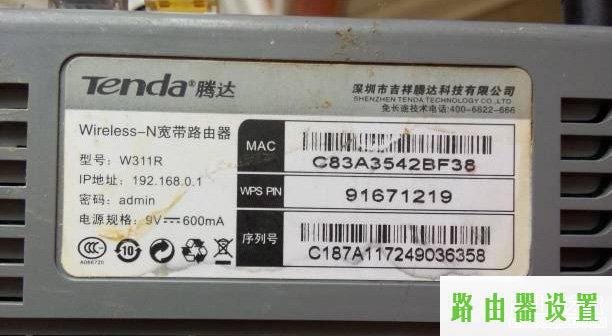 Tenda®腾达
深圳市吉祥腾达科技有限公司
SHENZHEN TENDA TECHNOLOGY CO., LTD
免长途技术电话:400-6622-666
Wireless-N宽带路由器
型号: W311R
IP地址: 192.168.0.1
密码: admin
电源规格: 9V 600mA
MAC
C83A3542BF38
WPS PIN
91671219
序列号
C187A117249036358
10
路由器设置